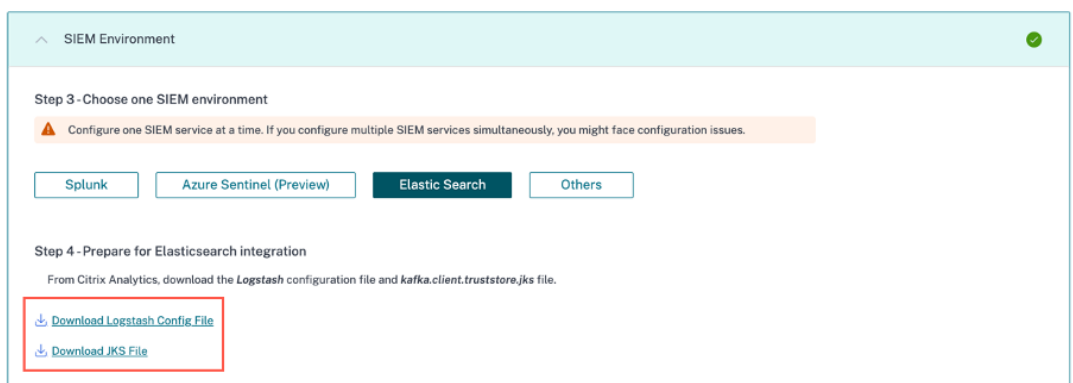 SIEM Environment
Step 3 - Choose one SIEM environment
Configure one SIEM service at a time. If you configure multiple SIEM services simultaneously, you might face configuration issues.
Splunk
Azure Sentinel (Preview)
Elastic Search
Others
Step 4 - Prepare for Elasticsearch integration
From Citrix Analytics, download the Logstash configuration file and kafka.client.truststore.jks file.
Download Logstash Config File
Download JKS File